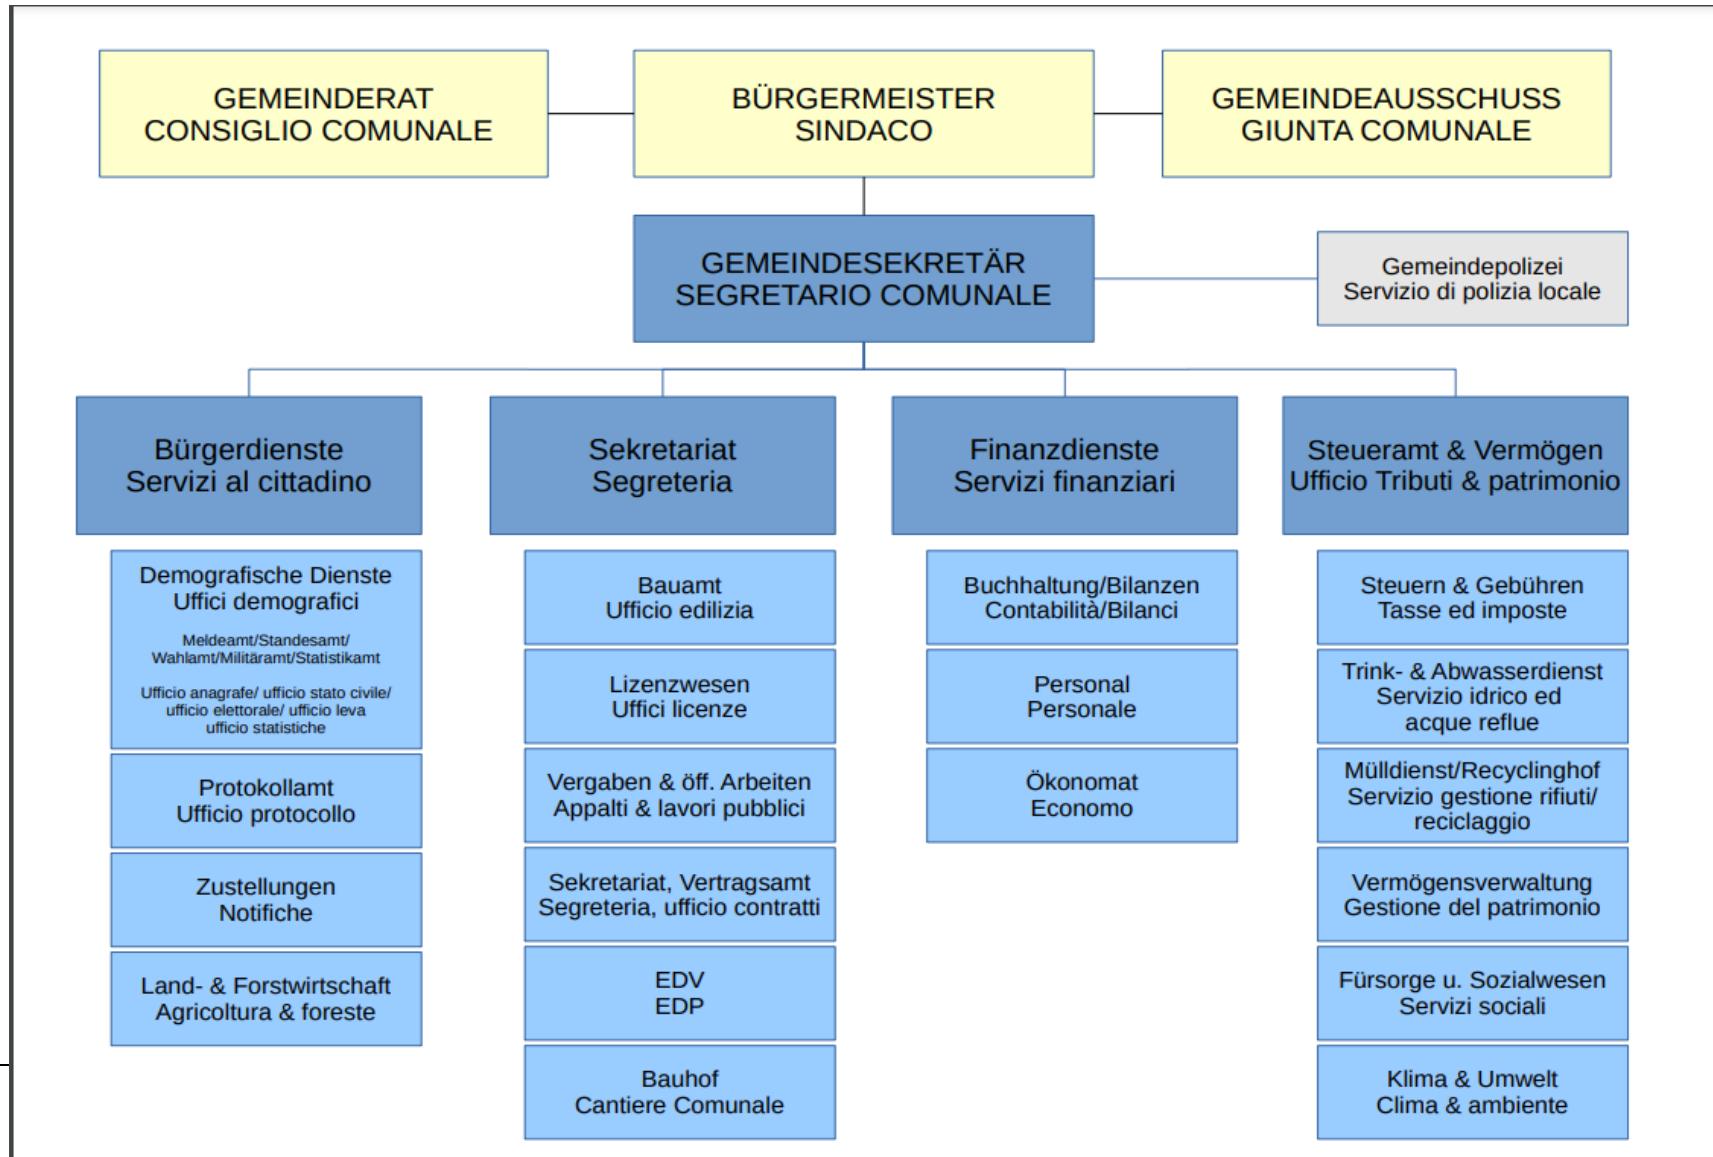 GEMEINDERAT
CONSIGLIO COMUNALE
BÜRGERMEISTER
SINDACO
GEMEINDEAUSSCHUSS
GIUNTA COMUNALE
GEMEINDESEKRETÄR
SEGRETARIO COMUNALE
Gemeindepolizei
Servizio di polizia locale
Bürgerdienste
Servizi al cittadino
Demografische Dienste
Uffici demografici
Meldeamt/Standesamt/
Wahlamt/Militäramt/Statistikamt
Ufficio anagrafe/ ufficio stato civile/
ufficio elettorale/ ufficio leva
ufficio statistiche
Protokollamt
Ufficio protocollo
Zustellungen
Notifiche
Land- & Forstwirtschaft
Agricoltura & foreste
Sekretariat
Segreteria
Bauamt
Ufficio edilizia
Lizenzwesen
Uffici licenze
Vergaben & öff. Arbeiten
Appalti & lavori pubblici
Sekretariat, Vertragsamt
Segreteria, ufficio contratti
EDV
EDP
Bauhof
Cantiere Comunale
Finanzdienste
Servizi finanziari
Buchhaltung/Bilanzen
Contabilità/Bilanci
Personal
Personale
Ökonomat
Economo
Steueramt & Vermögen
Ufficio Tributi & patrimonio
Steuern & Gebühren
Tasse ed imposte
Trink- & Abwasserdienst
Servizio idrico ed
acque reflue
Mülldienst/Recyclinghof
Servizio gestione rifiuti/
reciclaggio
Vermögensverwaltung
Gestione del patrimonio
Fürsorge u. Sozialwesen
Servizi sociali
Klima & Umwelt
Clima & ambiente